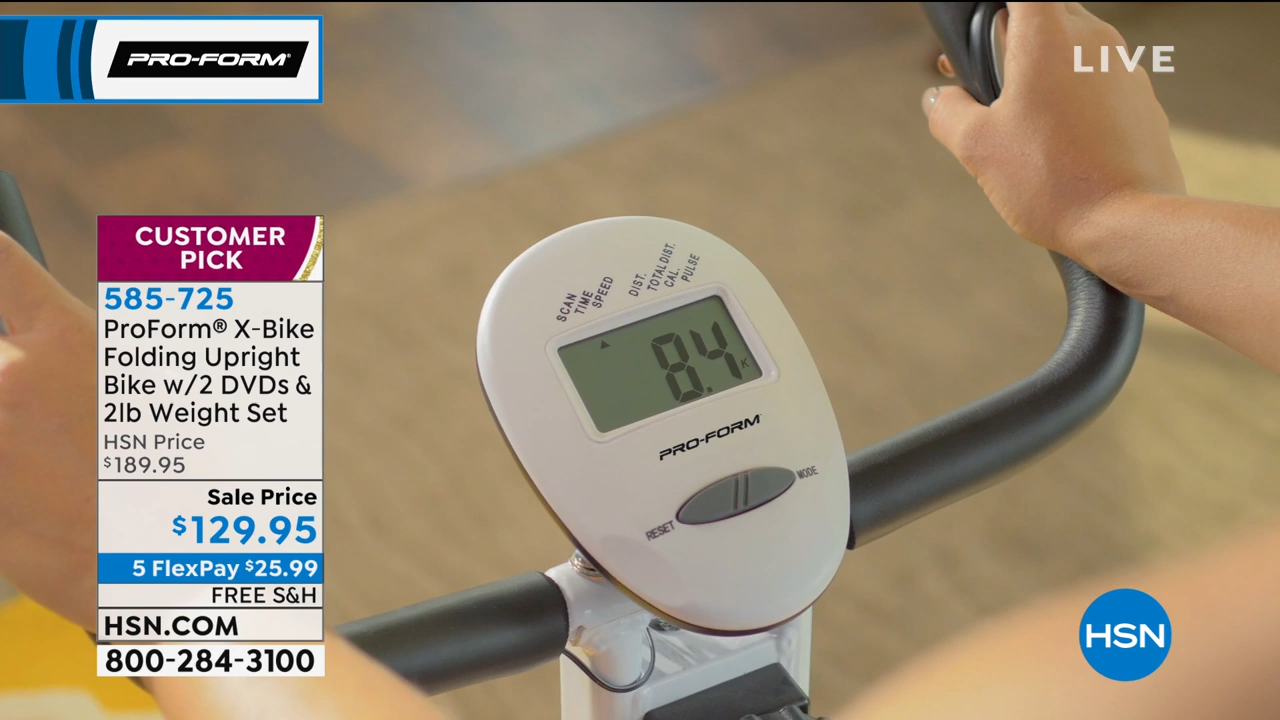 PRO-FORM®
LIVE
CUSTOMER
PICK
585-725
ProForm® X-Bike
Folding Upright
Bike w/2 DVDs &
2lb Weight Set
HSN Price
$189.95
Sale Price
$129.95
5 FlexPay $25.99
FREE S&H
HSN.COM
800-284-3100
SCAN
TIME
SPEED
DIST.
TOTALDIST.
CAL.
PULSE
8.4 K
PRO-FORM
MODE
RESET
HSN